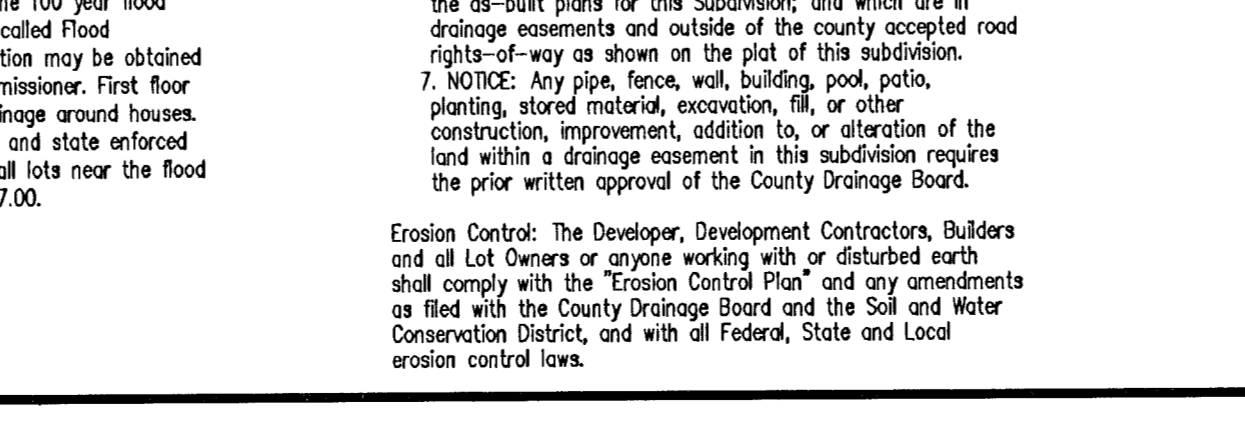 the 100 year flood
called Flood
tion may be obtained
missioner. First floor
inage around houses.
and state enforced
all lots near the flood
7.00.
the as-built plans for this Subdivision; and which are in
drainage easements and outside of the county accepted road
rights-of-way as shown on the plat of this subdivision.
7. NOTICE: Any pipe, fence, wall, building, pool, patio,
planting, stored material, excavation, fill, or other
construction, improvement, addition to, or alteration of the
land within a drainage easement in this subdivision requires
the prior written approval of the County Drainage Board.
Erosion Control: The Developer, Development Contractors, Builders
and all Lot Owners or anyone working with or disturbed earth
shall comply with the "Erosion Control Plan" and any amendments
as filed with the County Drainage Board and the Soil and Water
Conservation District, and with all Federal, State and Local
erosion control laws.